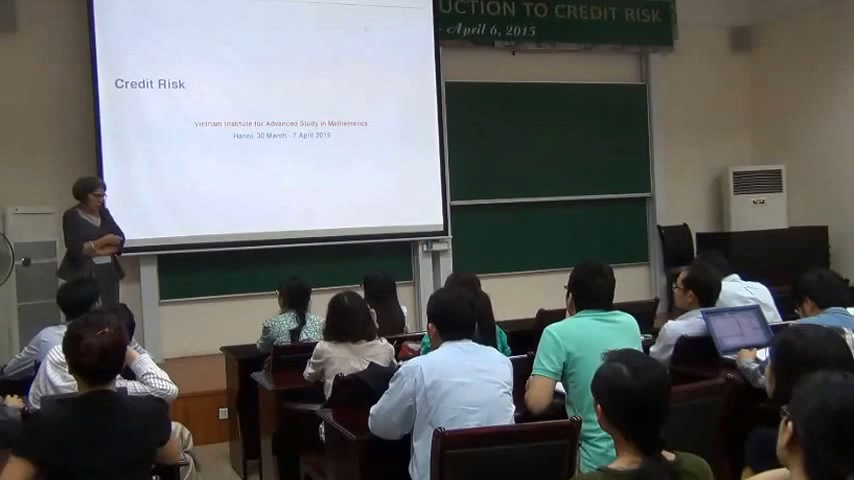 UCTION TO CREDIT RISK
- April 6, 2015
Credit Risk
Vietnam Institute for Advanced Study in Mathematics
Hanoi, 30 March - 7 April 2015